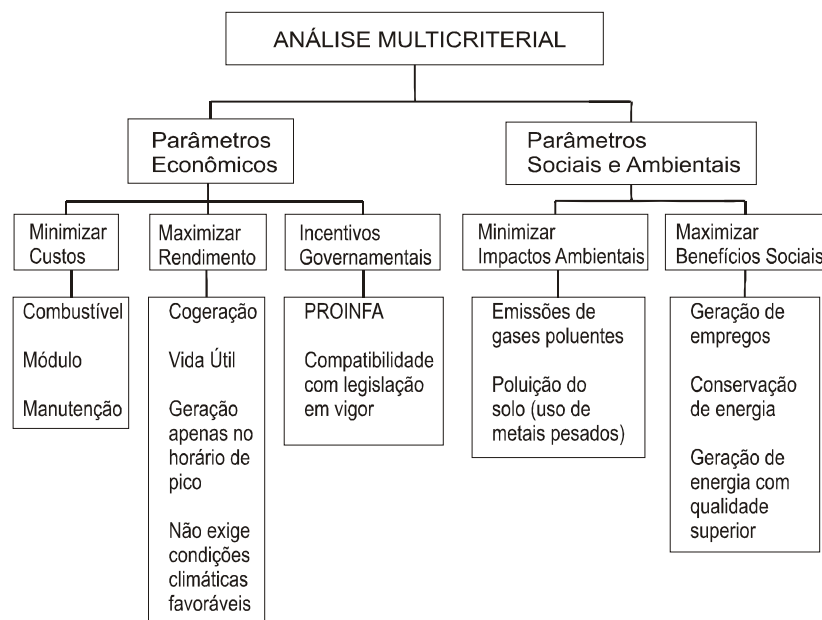 ANÁLISE MULTICRITERIAL
Parâmetros
Econômicos
Parâmetros
Sociais e Ambientais
Minimizar
Custos
Maximizar
Rendimento
Incentivos
Governamentais
Minimizar
Impactos Ambientais
Maximizar
Benefícios Sociais
Combustível
Módulo
Manutenção
Cogeração
Vida Útil
Geração
apenas no
horário de
pico
Não exige
condições
climáticas
favoráveis
PROINFA
Compatibilidade
com legislação
em vigor
Emissões de
gases poluentes
Poluição do
solo (uso de
metais pesados)
Geração de
empregos
Conservação
de energia
Geração de
energia com
qualidade
superior